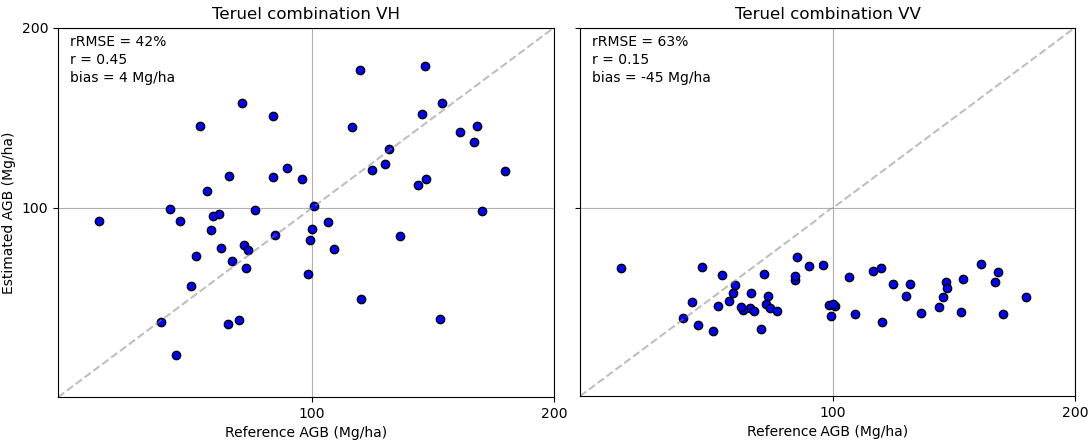 Teruel combination VH
rRMSE = 42%
r = 0.45
bias = 4 Mg/ha
200
100
Estimated AGB (Mg/ha)
100
200
Reference AGB (Mg/ha)
Teruel combination VV
rRMSE = 63%
r = 0.15
bias = -45 Mg/ha
100
200
Reference AGB (Mg/ha)